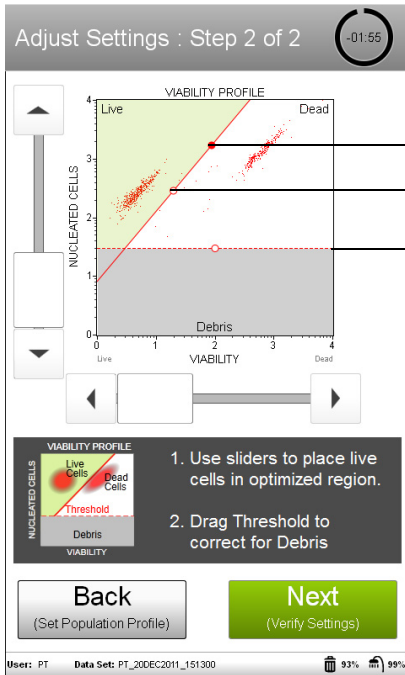 Adjust Settings : Step 2 of 2
-01:55
VIABILITY PROFILE
Live
Dead
NUCLEATED CELLS
4
3
2
1
0
Debris
0 1 2 3 4
Live
VIABILITY
Dead
VIABILITY PROFILE
NUCLEATED CELLS
Live
Cells
Dead
Cells
Threshold
Debris
VIABILITY
1. Use sliders to place live
cells in optimized region.
2. Drag Threshold to
correct for Debris
Back
(Set Population Profile)
Next
(Verify Settings)
User: PT
Data Set: PT_20DEC2011_151300
93%
99%